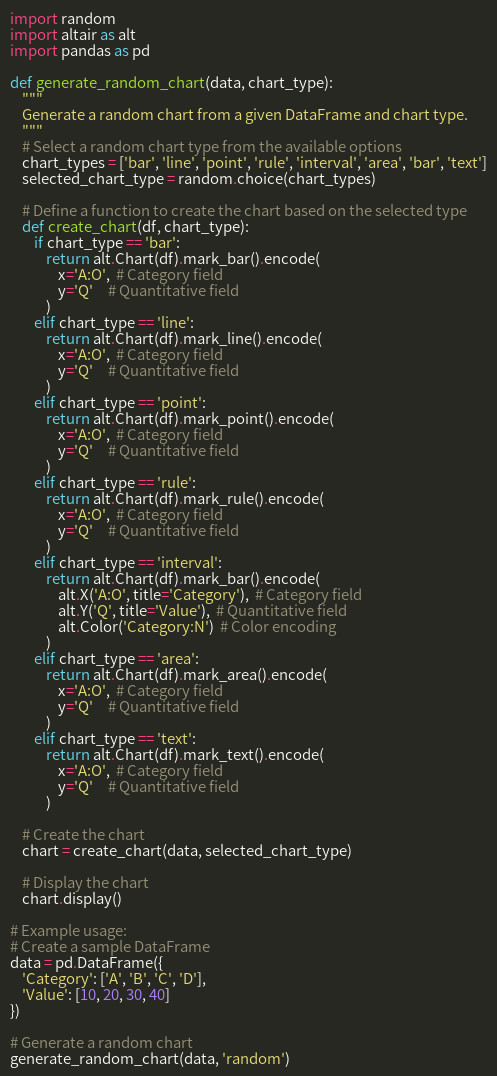 import random
import altair as alt
import pandas as pd

def generate_random_chart(data, chart_type):
    """
    Generate a random chart from a given DataFrame and chart type.
    """
    # Select a random chart type from the available options
    chart_types = ['bar', 'line', 'point', 'rule', 'interval', 'area', 'bar', 'text']
    selected_chart_type = random.choice(chart_types)

    # Define a function to create the chart based on the selected type
    def create_chart(df, chart_type):
        if chart_type == 'bar':
            return alt.Chart(df).mark_bar().encode(
                x='A:O',  # Category field
                y='Q'    # Quantitative field
            )
        elif chart_type == 'line':
            return alt.Chart(df).mark_line().encode(
                x='A:O',  # Category field
                y='Q'    # Quantitative field
            )
        elif chart_type == 'point':
            return alt.Chart(df).mark_point().encode(
                x='A:O',  # Category field
                y='Q'    # Quantitative field
            )
        elif chart_type == 'rule':
            return alt.Chart(df).mark_rule().encode(
                x='A:O',  # Category field
                y='Q'    # Quantitative field
            )
        elif chart_type == 'interval':
            return alt.Chart(df).mark_bar().encode(
                alt.X('A:O', title='Category'),  # Category field
                alt.Y('Q', title='Value'),  # Quantitative field
                alt.Color('Category:N')  # Color encoding
            )
        elif chart_type == 'area':
            return alt.Chart(df).mark_area().encode(
                x='A:O',  # Category field
                y='Q'    # Quantitative field
            )
        elif chart_type == 'text':
            return alt.Chart(df).mark_text().encode(
                x='A:O',  # Category field
                y='Q'    # Quantitative field
            )

    # Create the chart
    chart = create_chart(data, selected_chart_type)

    # Display the chart
    chart.display()

# Example usage:
# Create a sample DataFrame
data = pd.DataFrame({
    'Category': ['A', 'B', 'C', 'D'],
    'Value': [10, 20, 30, 40]
})

# Generate a random chart
generate_random_chart(data, 'random')